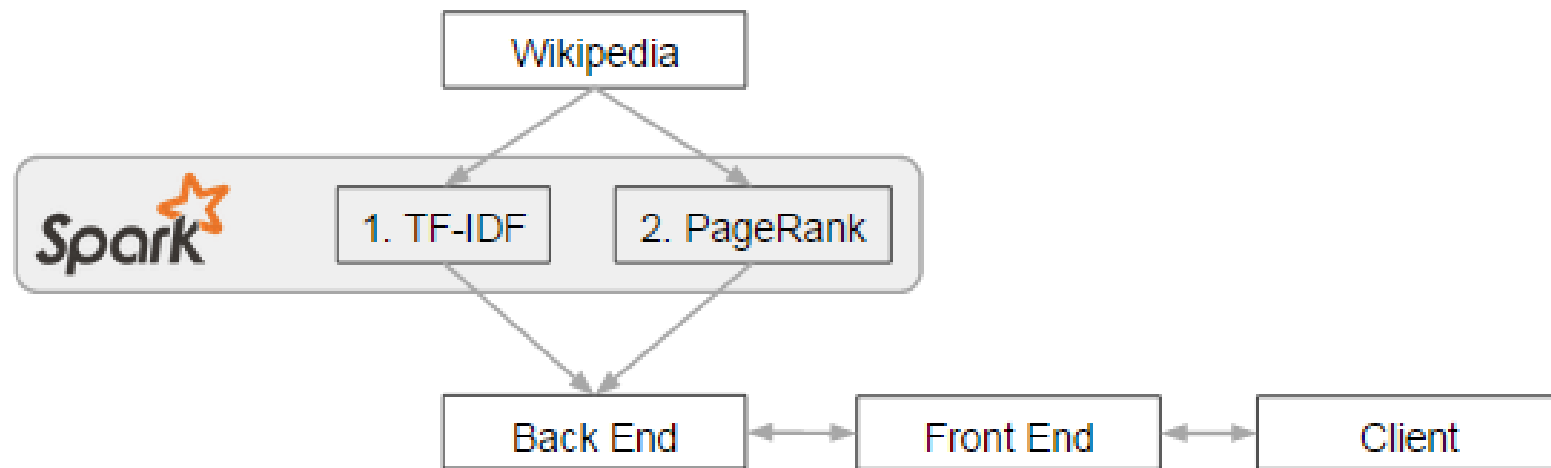 Wikipedia
Spark
1. TF-IDF
2. PageRank
Back End
Front End
Client